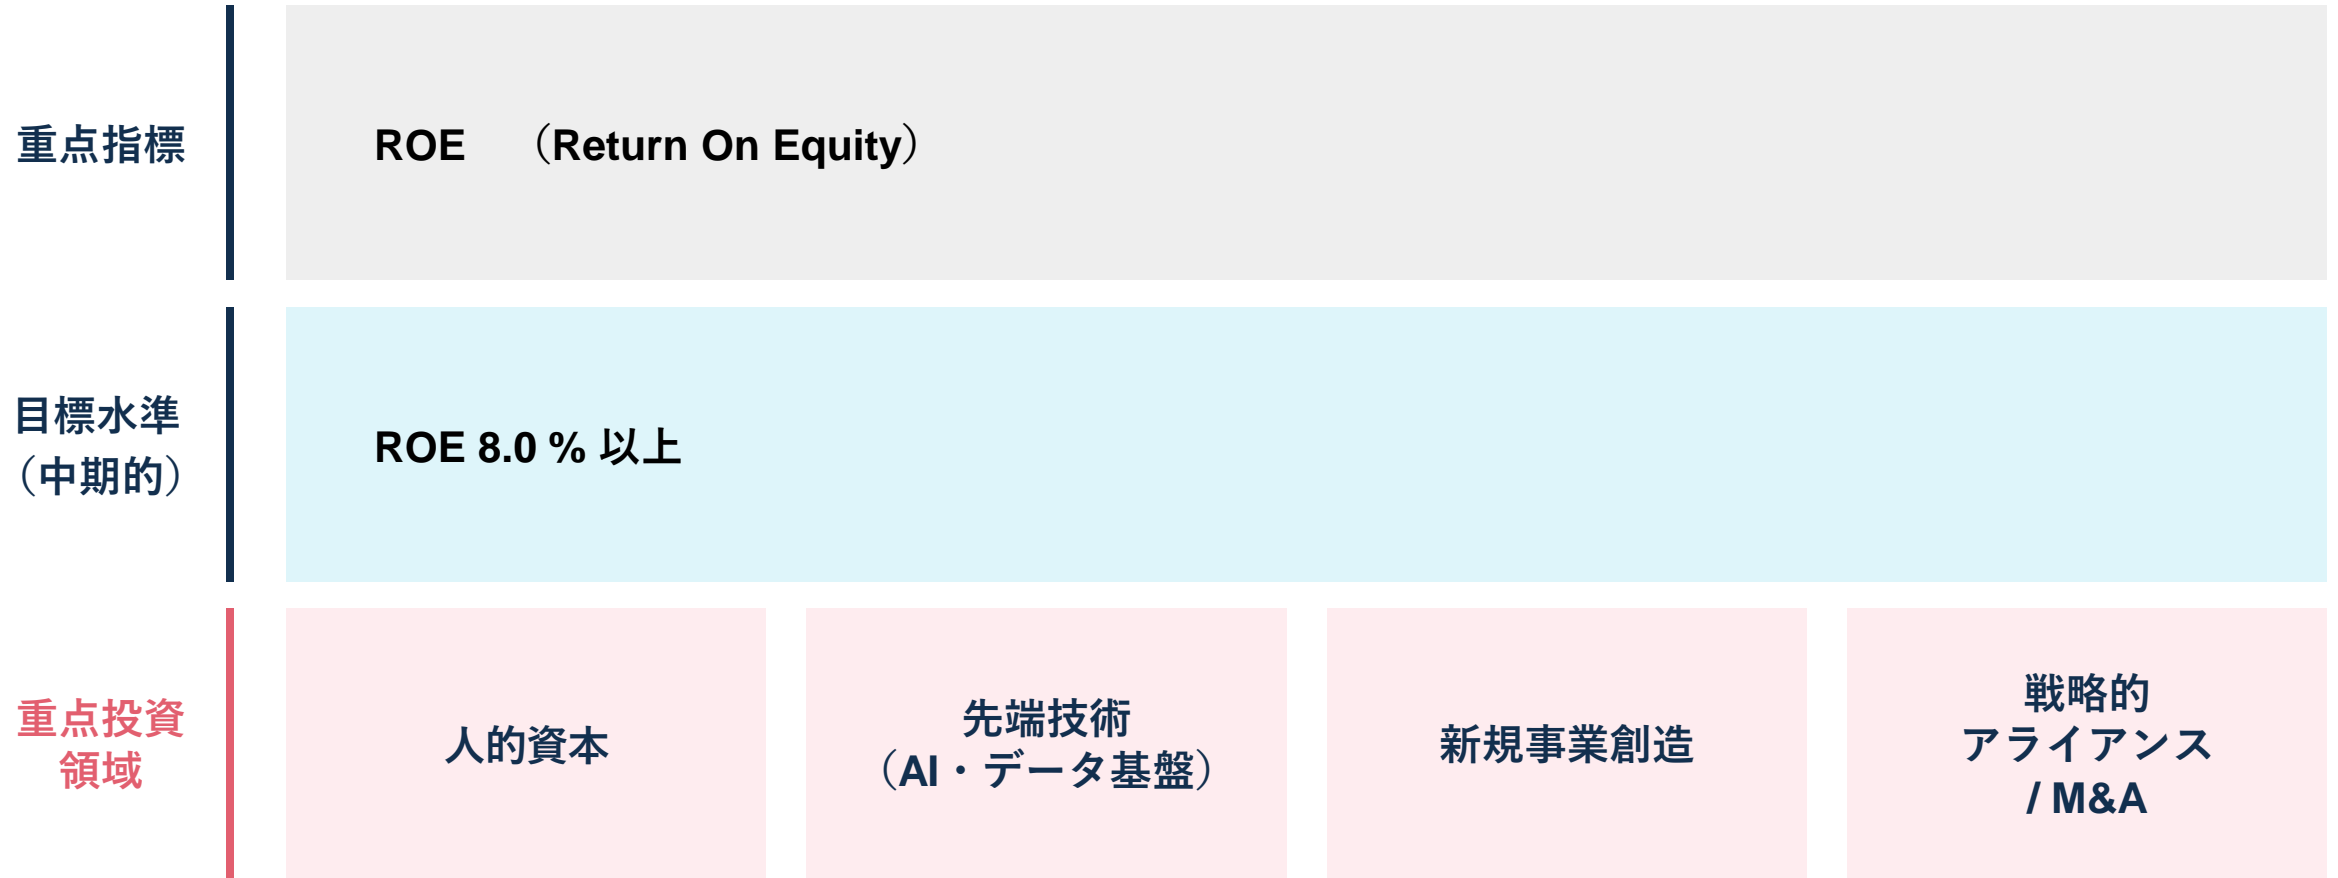 重点指標
ROE　（Return On Equity）
目標水準
（中期的）
ROE 8.0 % 以上
重点投資
領域
人的資本
先端技術
（AI・データ基盤）
新規事業創造
戦略的
アライアンス
/ M&A